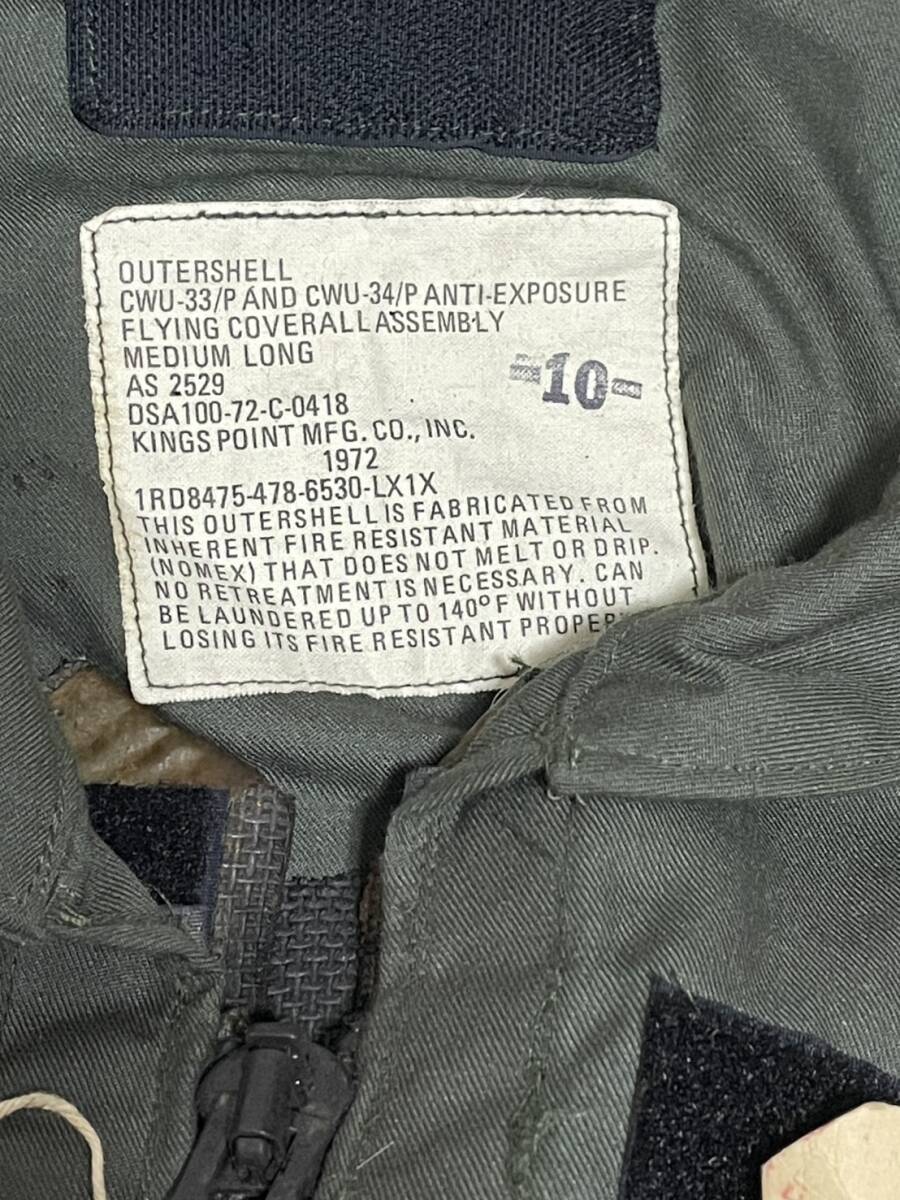 OUTERSHELL
CWU-33/P AND CWU-34/P ANTI-EXPOSURE
FLYING COVERALL ASSEMBLY
MEDIUM LONG
AS 2529
-10-
DSA100-72-C-0418
KINGS POINT MFG. CO., INC.
1972
1RD8475-478-6530-LX1X
THIS OUTERSHELL IS FABRICATED FROM
INHERENT FIRE RESISTANT MATERIAL
(NOMEX) THAT DOES NOT MELT OR DRIP.
NO RETREATMENT IS NECESSARY. CAN
BE LAUNDERED UP TO 140° F WITHOUT
LOSING ITS FIRE RESISTANT